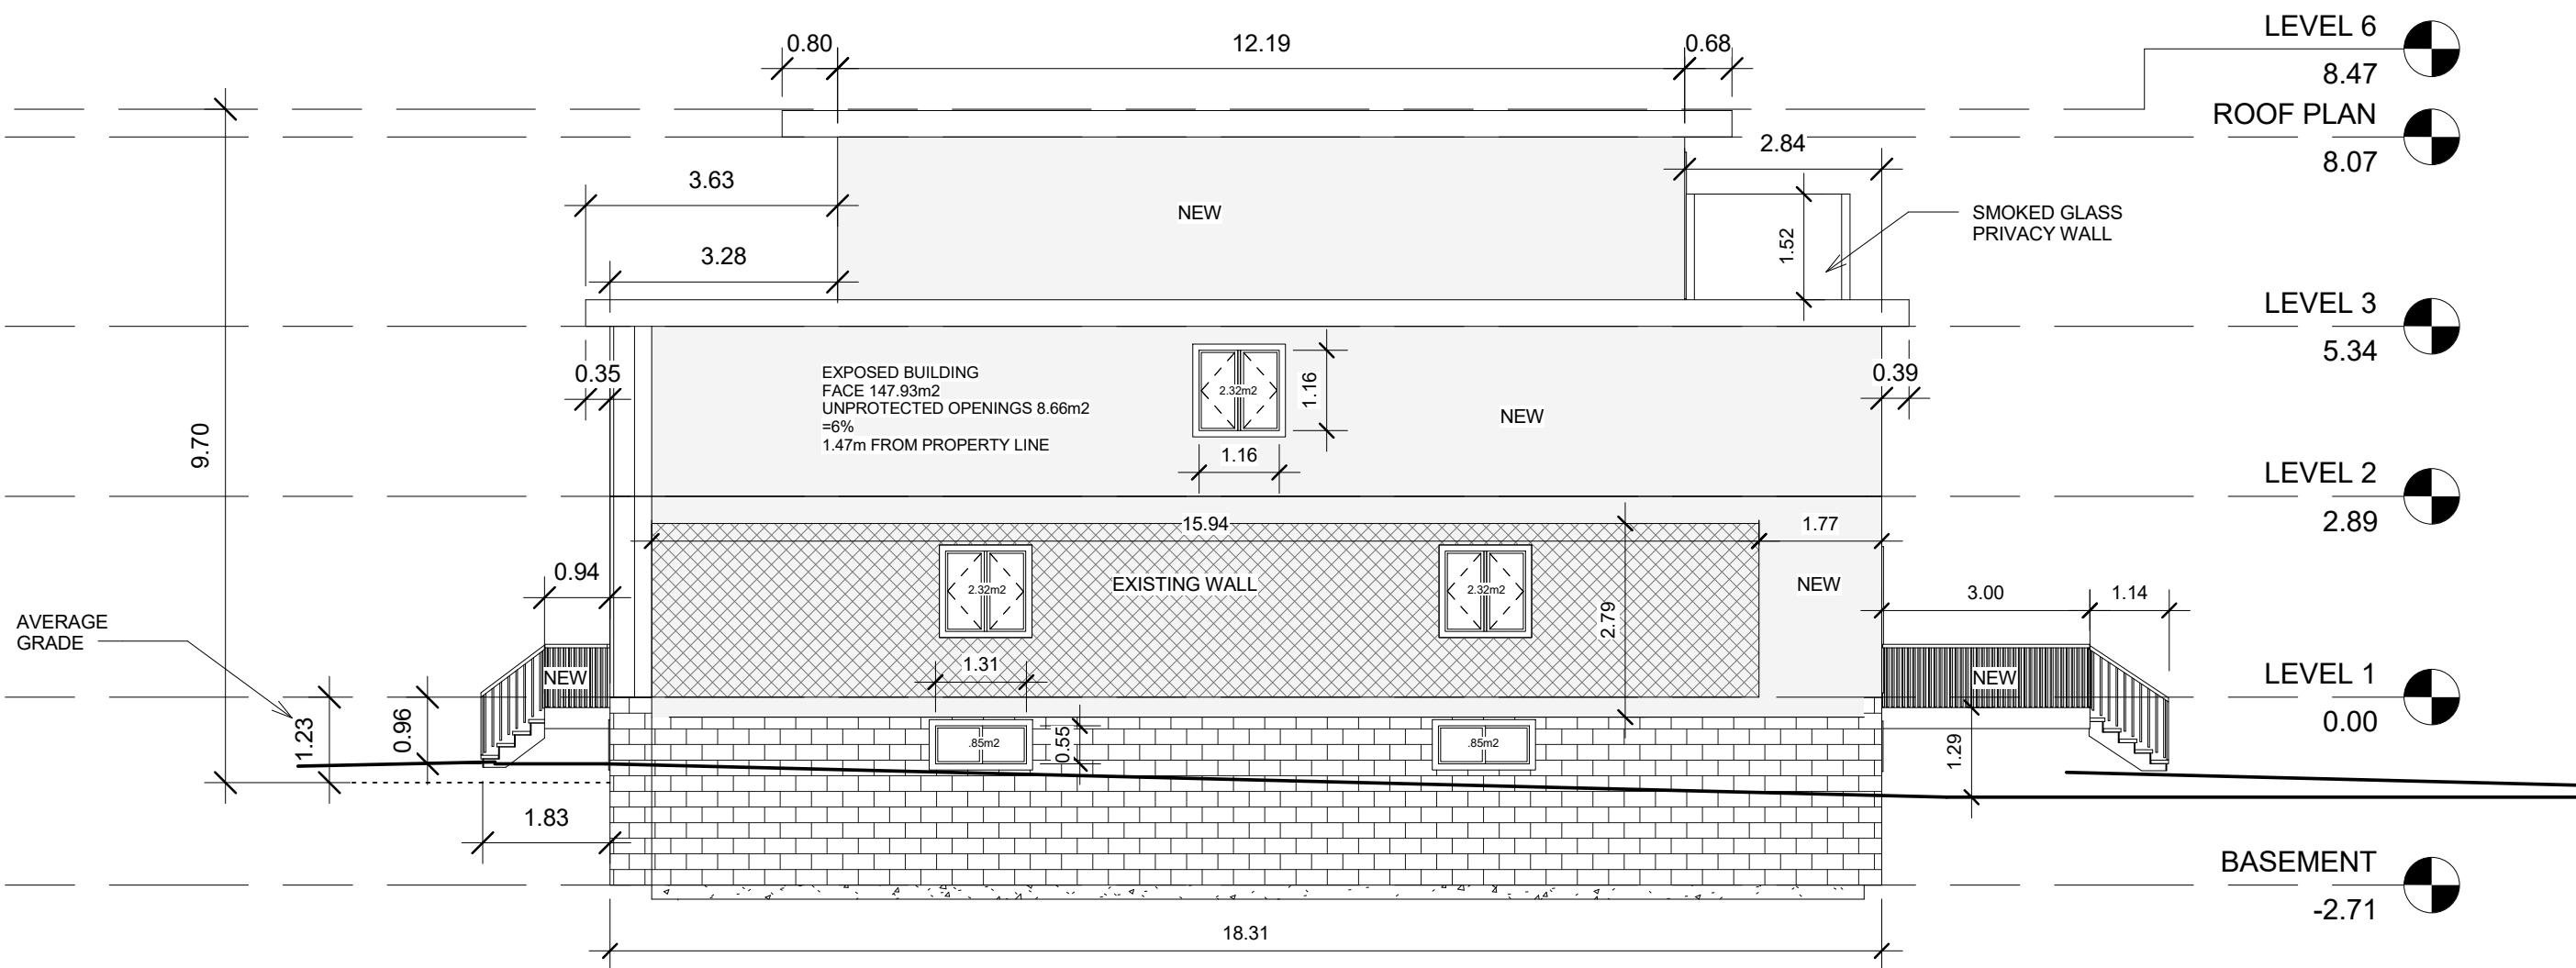 LEVEL 6
8.47
0.80
12.19
0.68
ROOF PLAN
8.07
2.84
3.63
NEW
SMOKED GLASS
PRIVACY WALL
1.52
3.28
LEVEL 3
5.34
0.35
EXPOSED BUILDING
FACE 147.93m2
UNPROTECTED OPENINGS 8.66m2
=6%
1.47m FROM PROPERTY LINE
2.32m2
1.16
1.16
NEW
0.39
9.70
LEVEL 2
2.89
15.94
1.77
0.94
2.32m2
EXISTING WALL
2.32m2
2.79
NEW
3.00
1.14
AVERAGE
GRADE
1.31
NEW
NEW
LEVEL 1
0.00
1.23
0.96
.85m2
0.55
.85m2
1.29
1.83
BASEMENT
-2.71
18.31